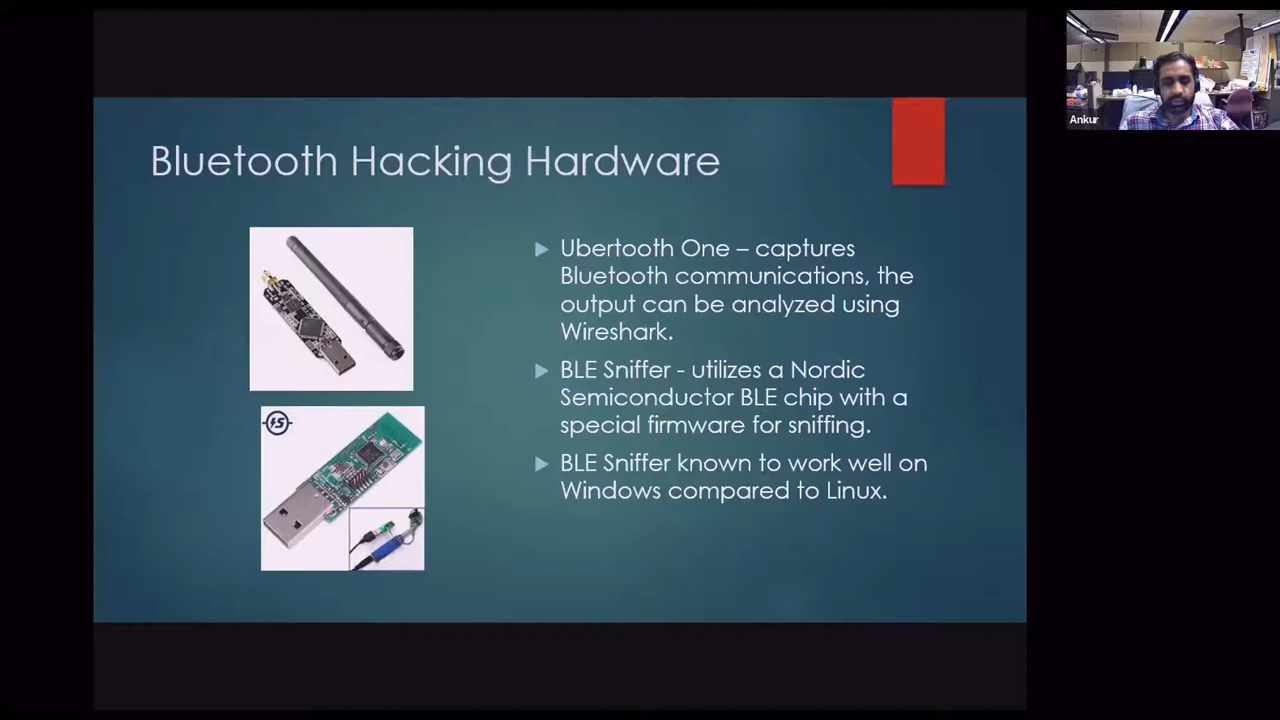 Bluetooth Hacking Hardware
Ubertooth One – captures
Bluetooth communications, the
output can be analyzed using
Wireshark.
BLE Sniffer - utilizes a Nordic
Semiconductor BLE chip with a
special firmware for sniffing.
BLE Sniffer known to work well on
Windows compared to Linux.
Ankur